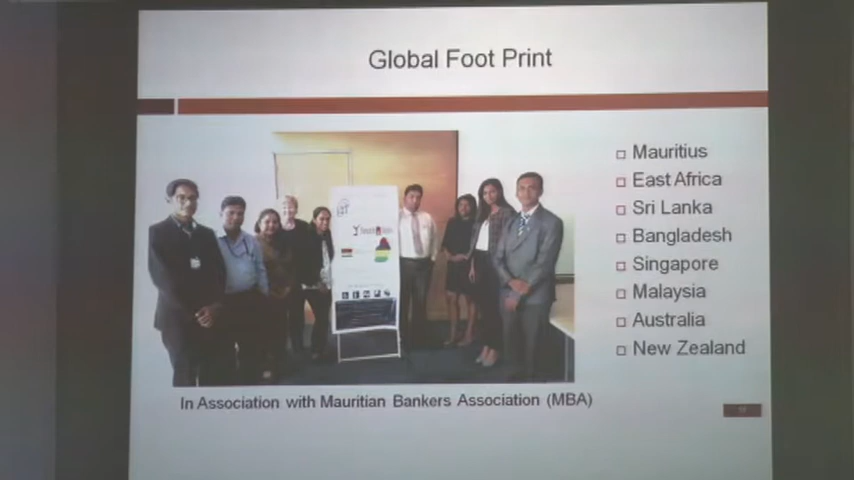 Global Foot Print
Mauritius
East Africa
Sri Lanka
Bangladesh
Singapore
Malaysia
Australia
New Zealand
In Association with Mauritian Bankers Association (MBA)